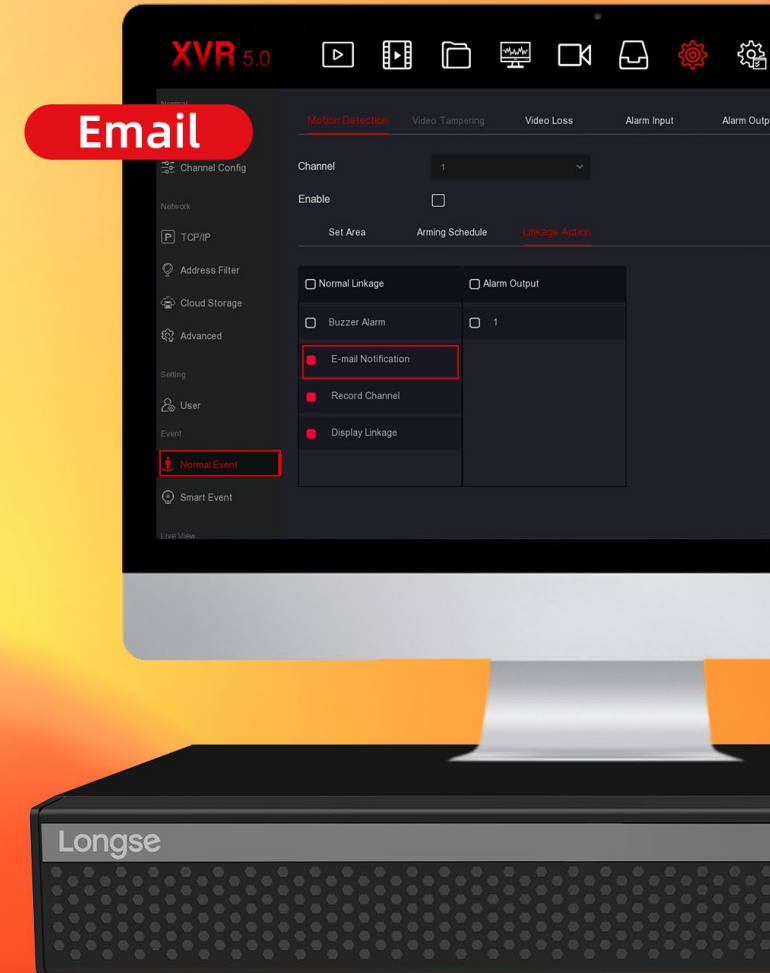 XVR 5.0
Email
Normal
Channel Config
Network
TCP/IP
Address Filter
Cloud Storage
Advanced
Setting
User
Event
Normal Event
Smart Event
Live View
Motion Detection Video Tampering Video Loss Alarm Input Alarm Outp
Channel 1
Enable
Set Area Arming Schedule Linkage Action
Normal Linkage Alarm Output
Buzzer Alarm 1
E-mail Notification
Record Channel
Display Linkage
Longse